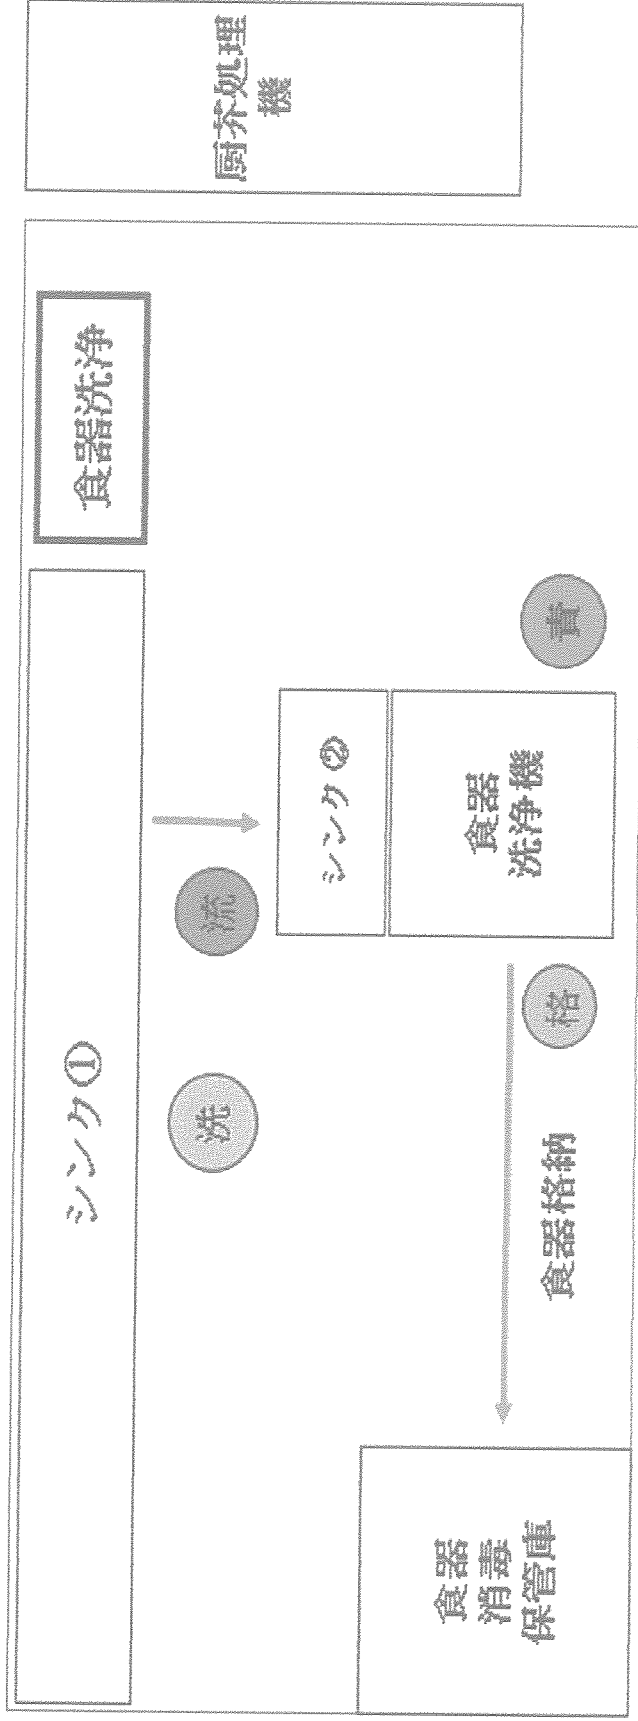 シンク①
食器洗浄
厨芥処理
機
洗
流
シンク②
食器
洗浄機
食器
消毒
保管庫
格
責
食器格納